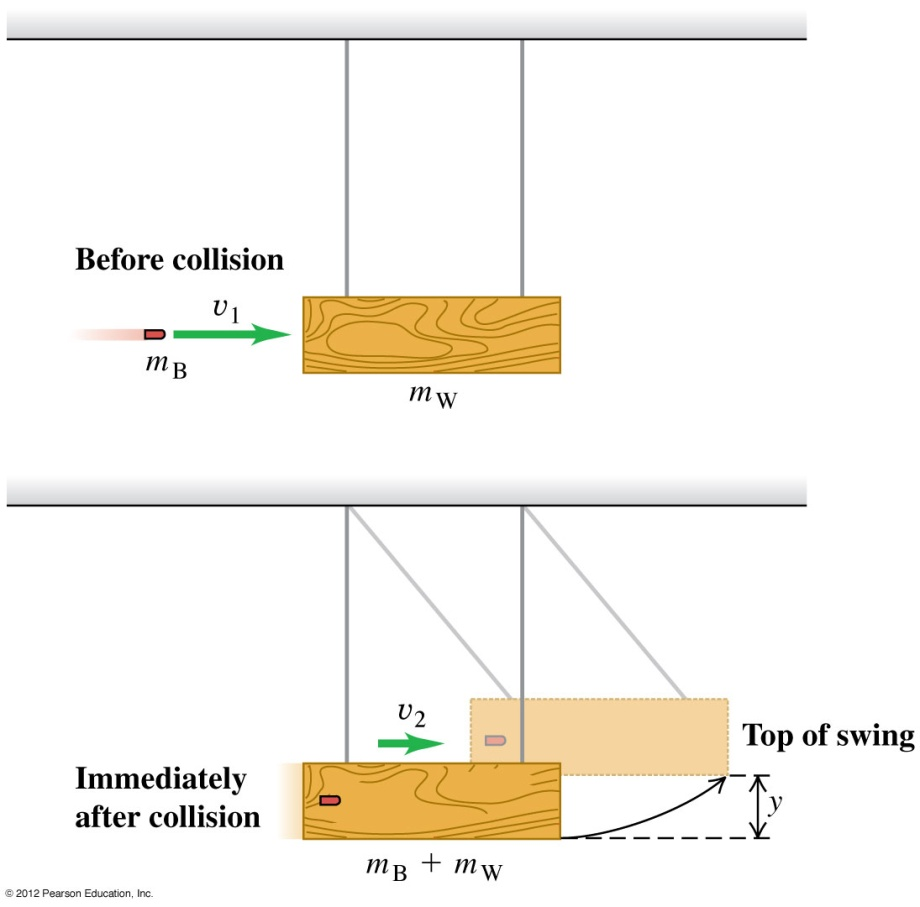 Before collision
v1
mB
mW
v2
Top of swing
Immediately
after collision
y
mB + mW
© 2012 Pearson Education, Inc.